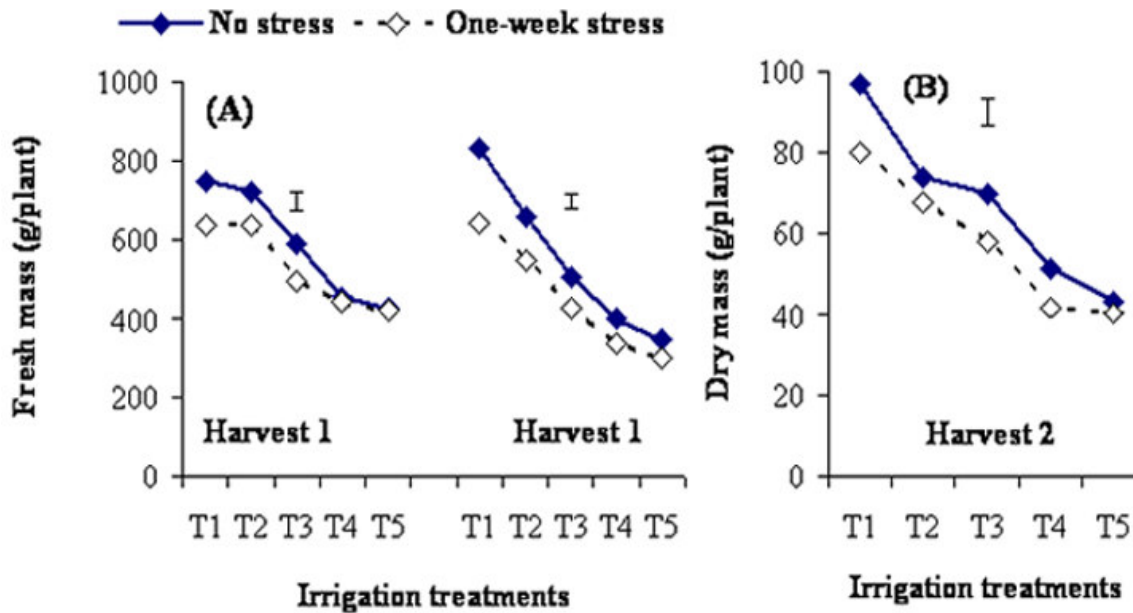 No stress One-week stress
Fresh mass (g/plant)
1000
800
600
400
200
0
(A)
Harvest 1 Harvest 1
T1 T2 T3 T4 T5 T1 T2 T3 T4 T5
Irrigation treatments
Dry mass (g/plant)
100
80
60
40
20
0
(B)
Harvest 2
T1 T2 T3 T4 T5
Irrigation treatments